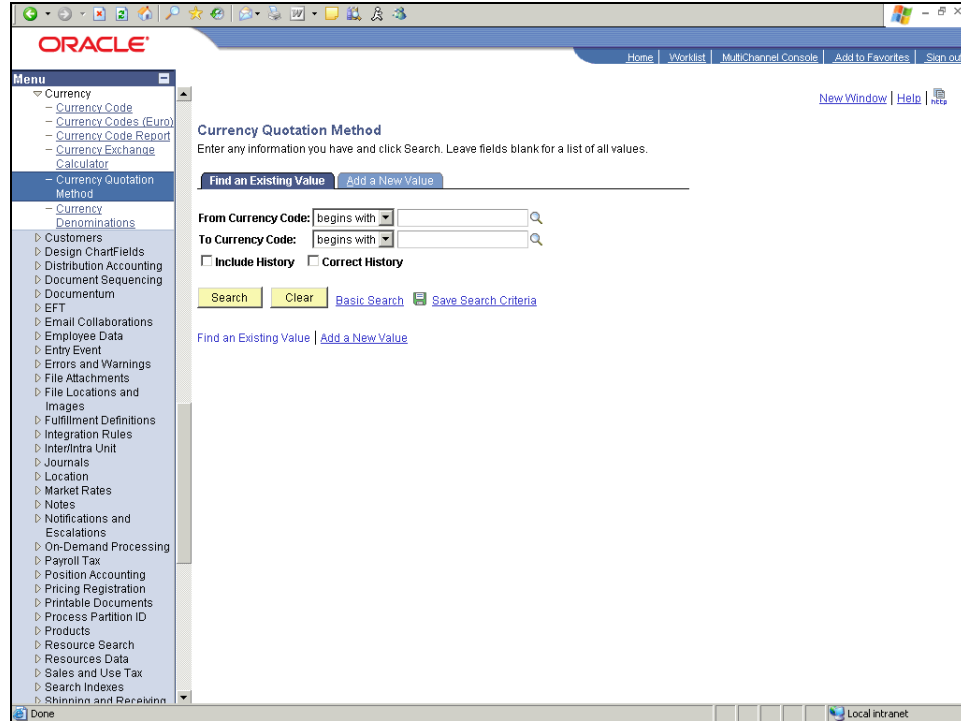 ORACLE'
Home | Worklist | MultiChannel Console | Add to Favorites | Sign out
Menu
Currency
– Currency Code
– Currency Codes (Euro)
– Currency Code Report
– Currency Exchange
Calculator
– Currency Quotation
Method
– Currency
Denominations
Customers
Design ChartFields
Distribution Accounting
Document Sequencing
Documentum
EFT
Email Collaborations
Employee Data
Entry Event
Errors and Warnings
File Attachments
File Locations and
Images
Fulfillment Definitions
Integration Rules
Inter/Intra Unit
Journals
Location
Market Rates
Notes
Notifications and
Escalations
On-Demand Processing
Payroll Tax
Position Accounting
Pricing Registration
Printable Documents
Process Partition ID
Products
Resource Search
Resources Data
Sales and Use Tax
Search Indexes
Shipping and Receiving
New Window | Help | http
Currency Quotation Method
Enter any information you have and click Search. Leave fields blank for a list of all values.
Find an Existing Value Add a New Value
From Currency Code: begins with
To Currency Code: begins with
Include History Correct History
Search Clear Basic Search Save Search Criteria
Find an Existing Value | Add a New Value
Done Local intranet